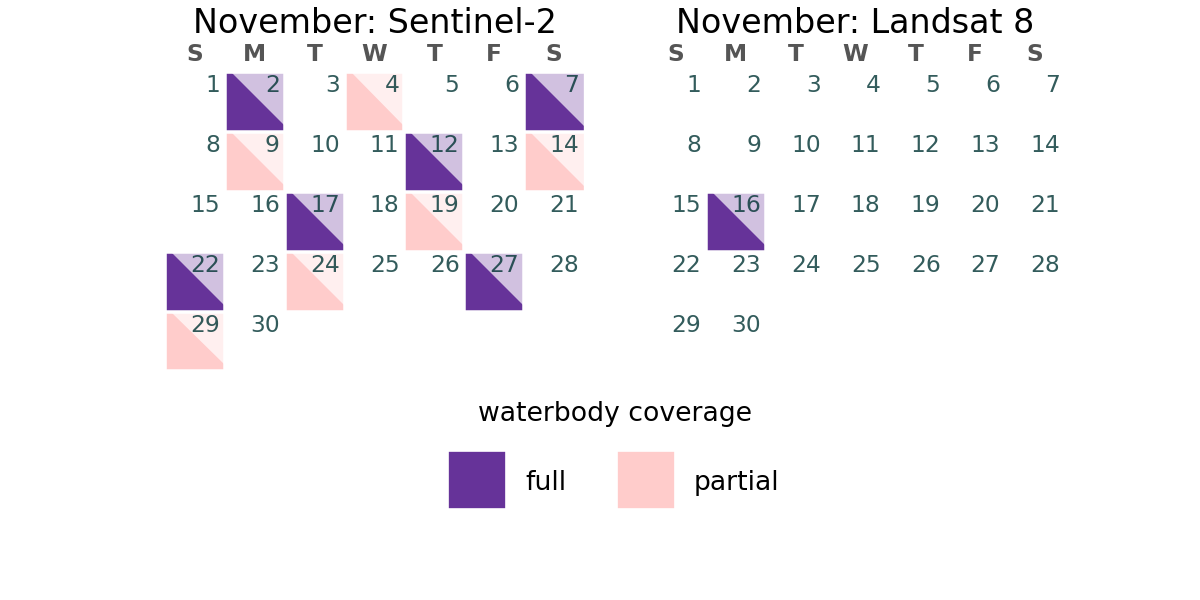 November: Sentinel-2
S M T W T F S
1 2 3 4 5 6 7
8 9 10 11 12 13 14
15 16 17 18 19 20 21
22 23 24 25 26 27 28
29 30
November: Landsat 8
S M T W T F S
1 2 3 4 5 6 7
8 9 10 11 12 13 14
15 16 17 18 19 20 21
22 23 24 25 26 27 28
29 30
waterbody coverage
full partial